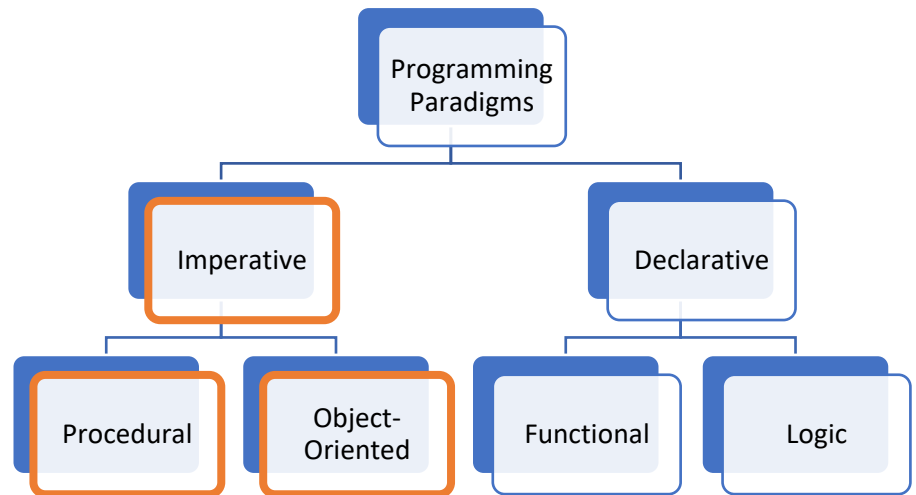 Programming
Paradigms
Imperative
Declarative
Procedural
Object-
Oriented
Functional
Logic